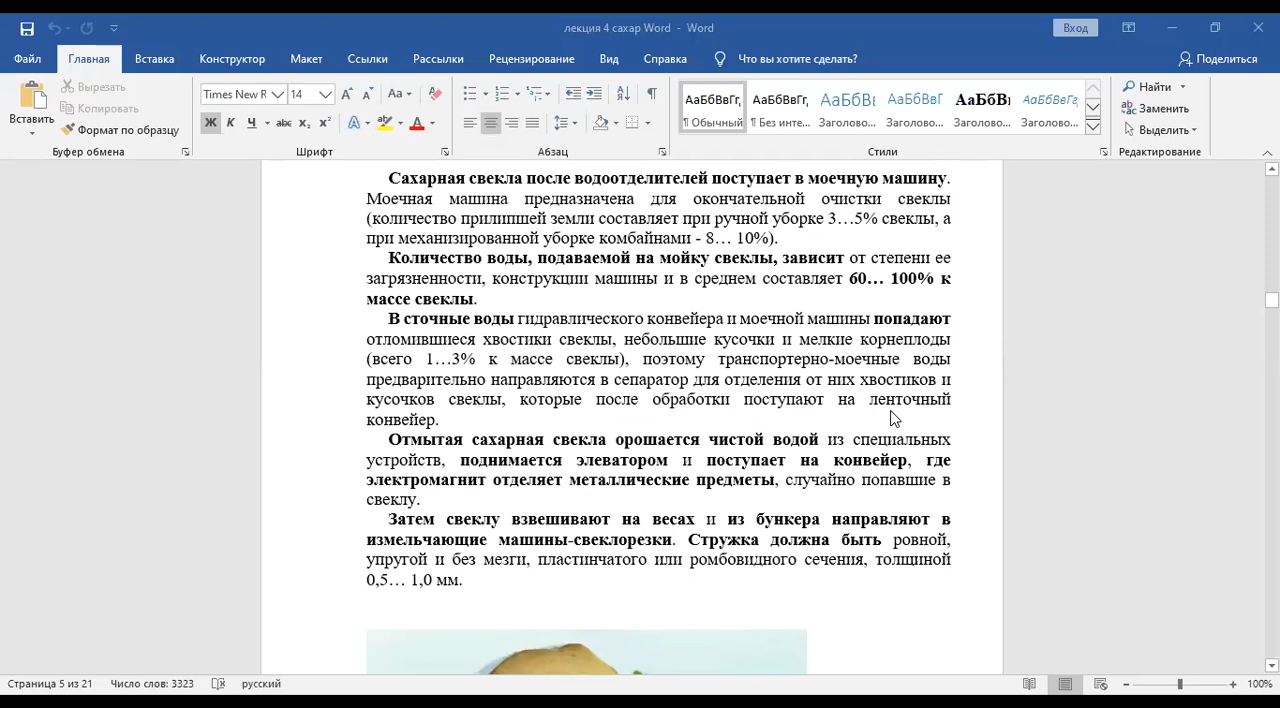 лекция 4 сахар Word - Word
Вход
Файл Главная Вставка Конструктор Макет Ссылки Рассылки Рецензирование Вид Справка Что вы хотите сделать? Поделиться
Вставить
Вырезать
Копировать
Формат по образцу
Буфер обмена
Times New R 14
Aa
Ж К Ч abc x₂ x²
Шрифт
Абзац
АаБбВвГг, АаБбВвГг, АаБбВв АаБбВвГ АаБбВ АаБбВвГг
¶ Обычный ¶ Без инте... Заголово... Заголово... Заголово... Заголово...
Стили
Найти
Заменить
Выделить
Редактирование
Сахарная свекла после водоотделителей поступает в моечную машину.
Моечная машина предназначена для окончательной очистки свеклы
(количество прилипшей земли составляет при ручной уборке 3…5% свеклы, а
при механизированной уборке комбайнами - 8… 10%).
Количество воды, подаваемой на мойку свеклы, зависит от степени ее
загрязненности, конструкции машины и в среднем составляет 60… 100% к
массе свеклы.
В сточные воды гидравлического конвейера и моечной машины попадают
отломившиеся хвостики свеклы, небольшие кусочки и мелкие корнеплоды
(всего 1…3% к массе свеклы), поэтому транспортерно-моечные воды
предварительно направляются в сепаратор для отделения от них хвостиков и
кусочков свеклы, которые после обработки поступают на ленточный
конвейер.
Отмытая сахарная свекла орошается чистой водой из специальных
устройств, поднимается элеватором и поступает на конвейер, где
электромагнит отделяет металлические предметы, случайно попавшие в
свеклу.
Затем свеклу взвешивают на весах и из бункера направляют в
измельчающие машины-свеклорезки. Стружка должна быть ровной,
упругой и без мезги, пластинчатого или ромбовидного сечения, толщиной
0,5… 1,0 мм.
Страница 5 из 21 Число слов: 3323 русский 100%